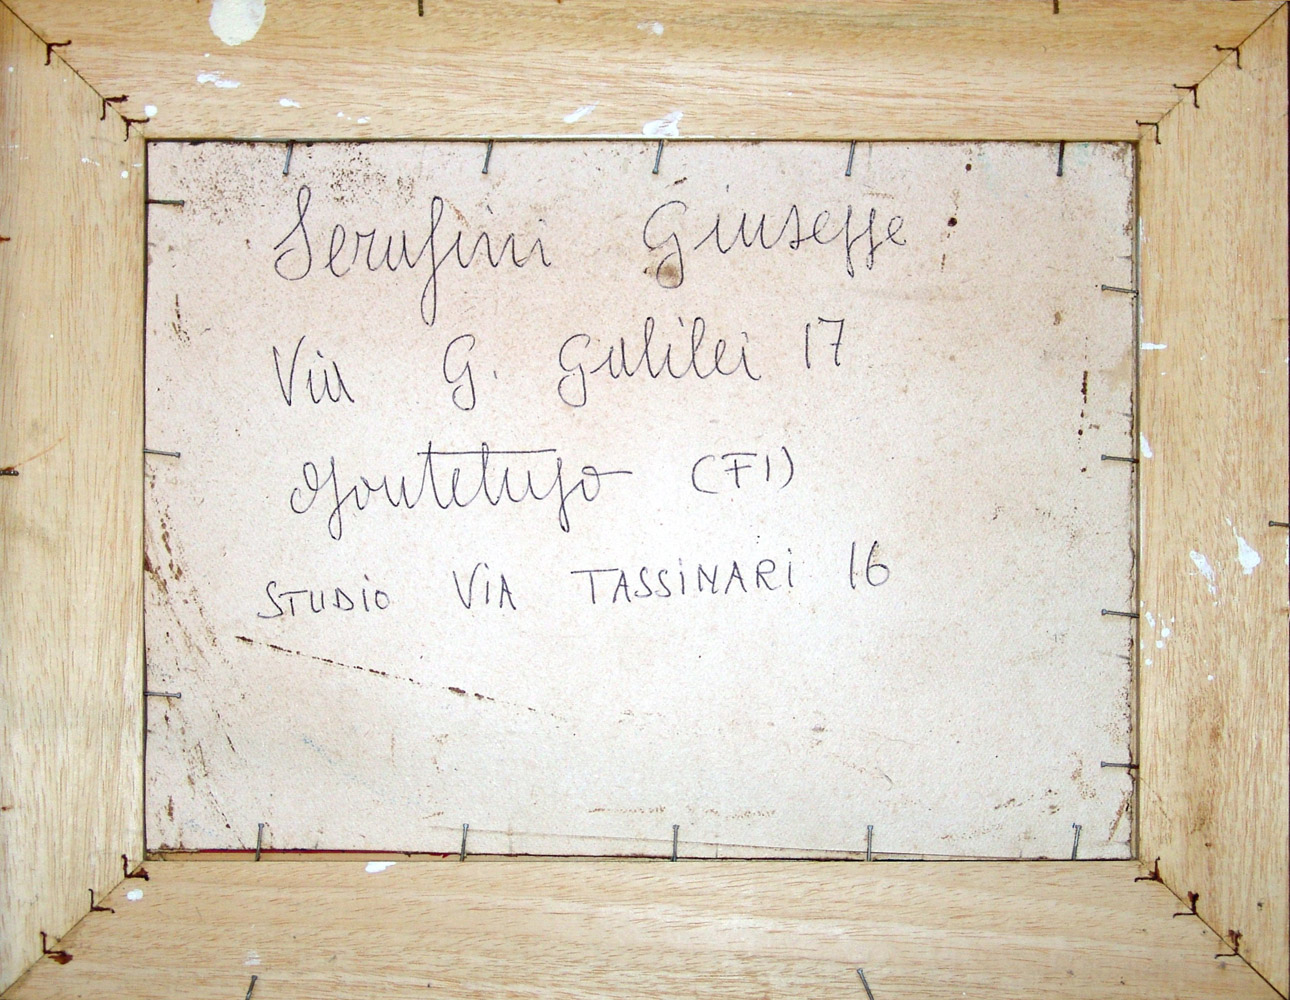 Serafini Giuseppe
Via G. Galilei 17
Montelupo (FI)
STUDIO VIA TASSINARI 16